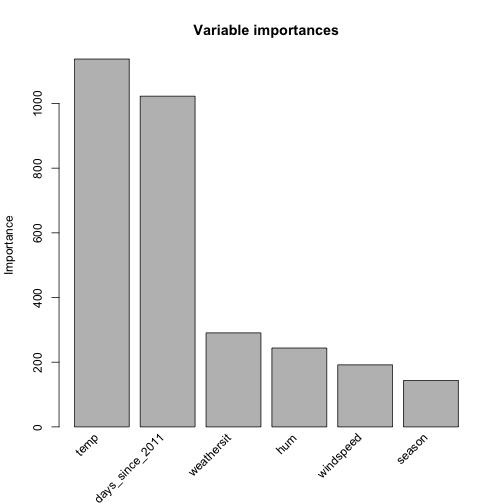 Variable importances
Importance
1000
800
600
400
200
0
temp
days_since_2011
weathersit
hum
windspeed
season